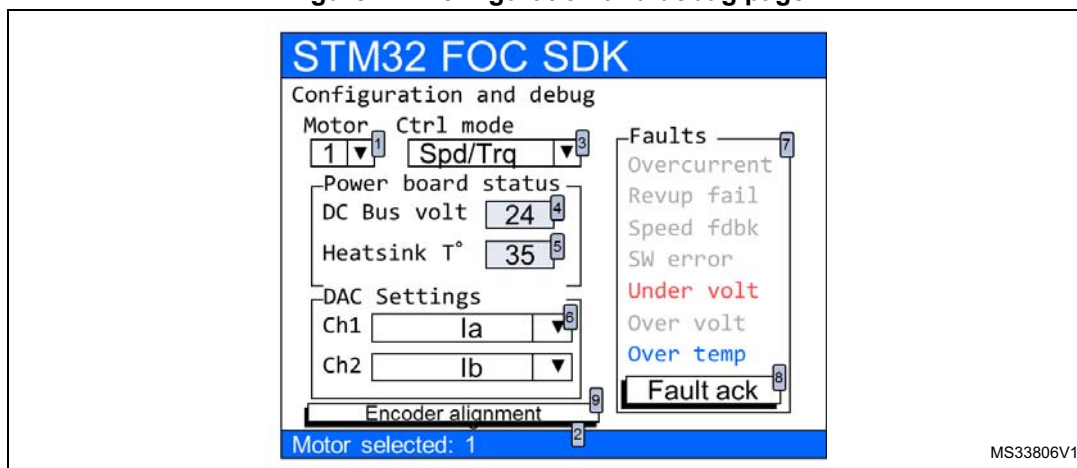 STM32 FOC SDK
Configuration and debug
Motor Ctrl mode
1 ▼ 1 Spd/Trq ▼ 3
Power board status
DC Bus volt 24 4
Heatsink T° 35 5
DAC Settings
Ch1 Ia ▼ 6
Ch2 Ib ▼
Encoder alignment 9
Faults 7
Overcurrent
Revup fail
Speed fdbk
SW error
Under volt
Over volt
Over temp
Fault ack 8
Motor selected: 1 2
MS33806V1